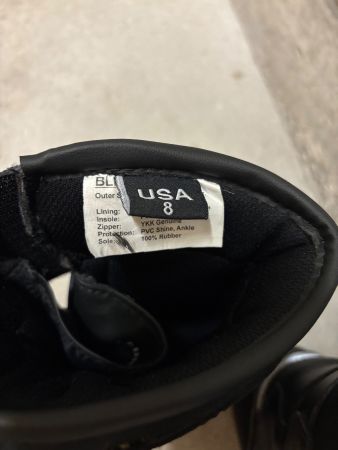 BL
USA
8
Outer S
Lining:
Insole:
Zipper: YKK Genuine
Protection: PVC Shine, Ankle
Sole: 100% Rubber